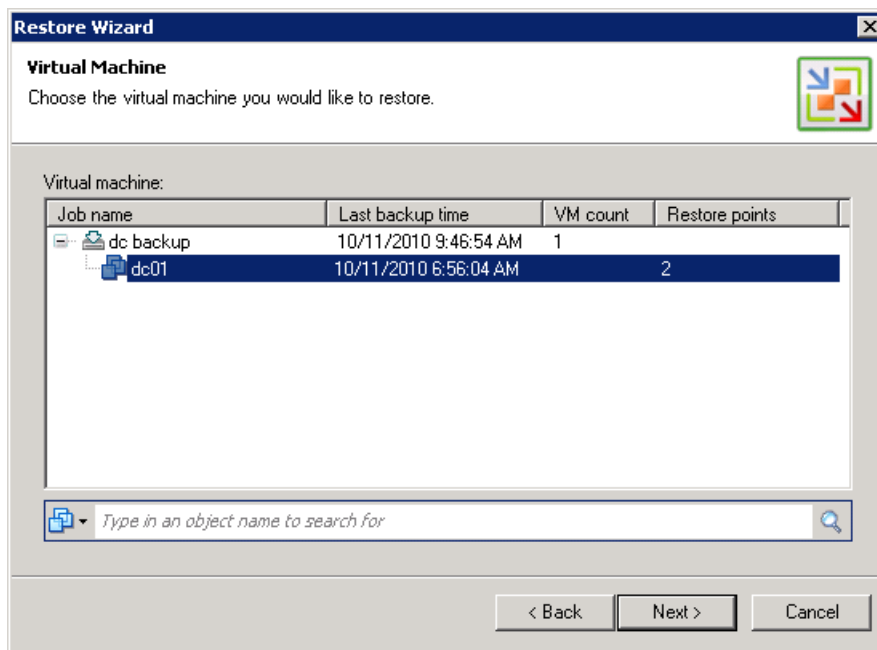 Restore Wizard
Virtual Machine
Choose the virtual machine you would like to restore.
Virtual machine:
Job name Last backup time VM count Restore points
dc backup 10/11/2010 9:46:54 AM 1
dc01 10/11/2010 6:56:04 AM 2
Type in an object name to search for
< Back Next > Cancel